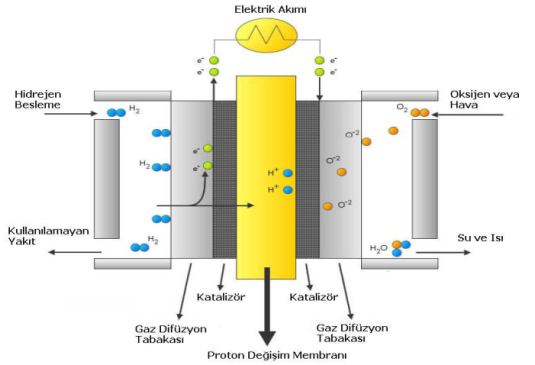 Elektrik Akımı
e-
e-
e-
e-
Hidrejen
Besleme
H2
O2
Oksijen veya
Hava
O-2
H2
e-
e-
H+
H+
O-2
O-2
Kullanılamayan
Yakıt
H2
H2O
Su ve Isı
Katalizör
Katalizör
Gaz Difüzyon
Tabakası
Gaz Difüzyon
Tabakası
Proton Değişim Membranı